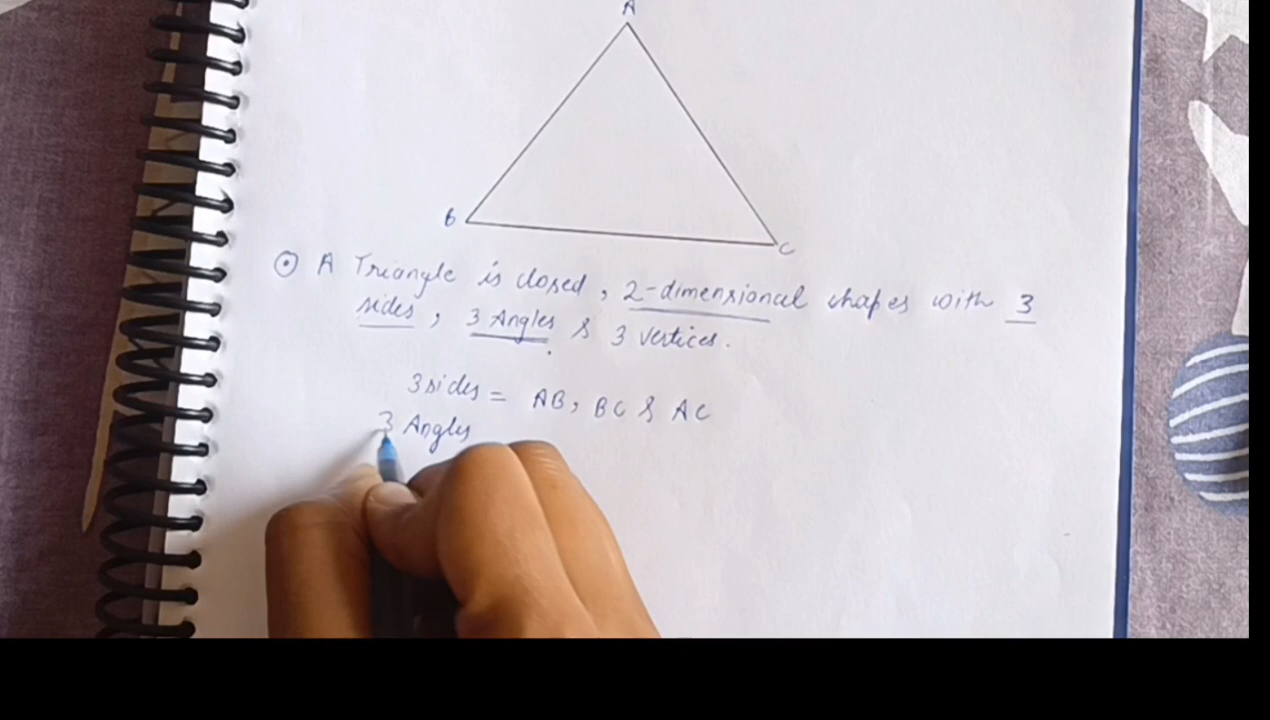 A
B
C
A Triangle is closed, 2-dimensional shapes with 3
sides, 3 Angles & 3 vertices.
3 sides = AB, BC & AC
3 Angles